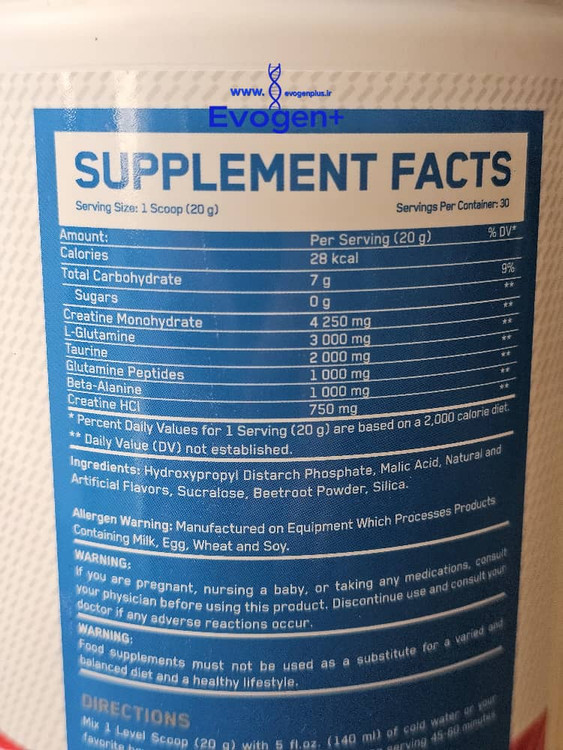 www. evogenplus.ir
Evogen+
SUPPLEMENT FACTS
Serving Size: 1 Scoop (20 g) Servings Per Container: 30
Amount: Per Serving (20 g) % DV*
Calories 28 kcal
Total Carbohydrate 7 g 9%
Sugars 0 g **
Creatine Monohydrate 4 250 mg **
L-Glutamine 3 000 mg **
Taurine 2 000 mg **
Glutamine Peptides 1 000 mg **
Beta-Alanine 1 000 mg **
Creatine HCl 750 mg **
* Percent Daily Values for 1 Serving (20 g) are based on a 2,000 calorie diet.
** Daily Value (DV) not established.
Ingredients: Hydroxypropyl Distarch Phosphate, Malic Acid, Natural and
Artificial Flavors, Sucralose, Beetroot Powder, Silica.
Allergen Warning: Manufactured on Equipment Which Processes Products
Containing Milk, Egg, Wheat and Soy.
WARNING:
If you are pregnant, nursing a baby, or taking any medications, consult
your physician before using this product. Discontinue use and consult your
doctor if any adverse reactions occur.
WARNING:
Food supplements must not be used as a substitute for a varied and
balanced diet and a healthy lifestyle.
DIRECTIONS
Mix 1 Level Scoop (20 g) with 5 fl.oz. (140 ml) of cold water or your
favorite serving 45-60 minutes